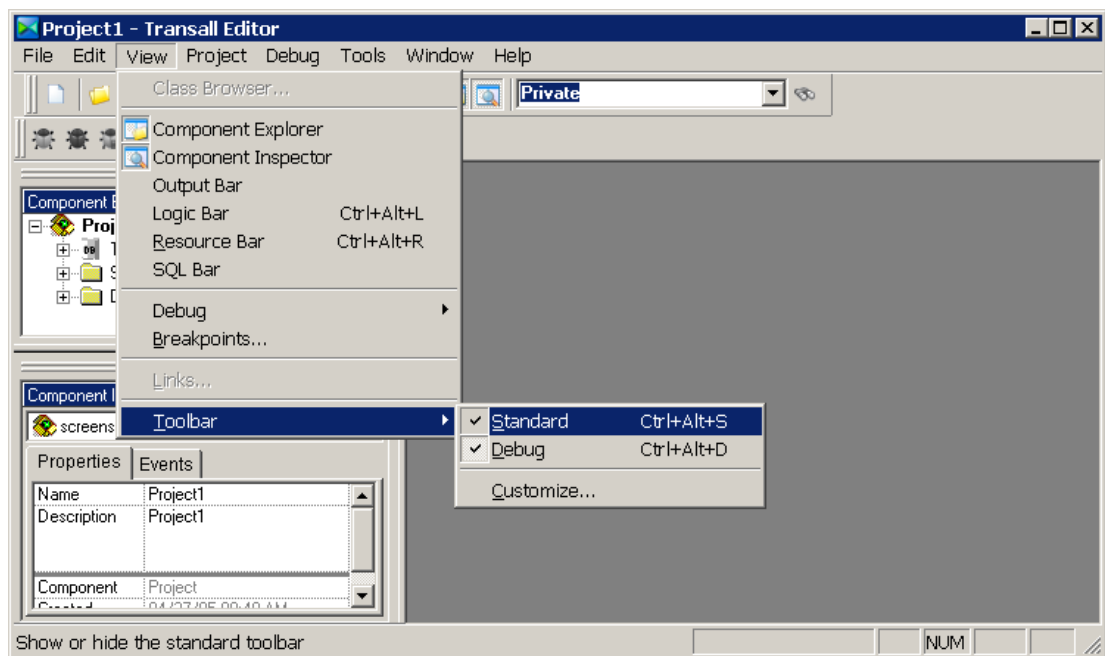 Project1 - Transall Editor
File Edit View Project Debug Tools Window Help
Class Browser...
Private
Component Explorer
Component Inspector
Output Bar
Logic Bar Ctrl+Alt+L
Resource Bar Ctrl+Alt+R
SQL Bar
Debug
Breakpoints...
Links...
Toolbar
Standard Ctrl+Alt+S
Debug Ctrl+Alt+D
Customize...
Component
Proj
DB
Component I
screens
Properties Events
Name Project1
Description Project1
Component Project
Show or hide the standard toolbar
NUM